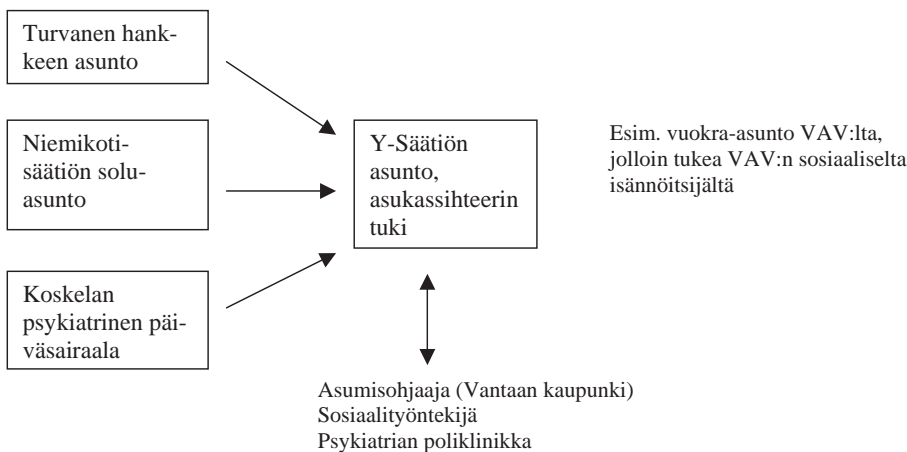 Turvanen hank-
keen asunto
Niemikoti-
säätiön solu-
asunto
Koskelan
psykiatrinen päi-
väsairaala
Y-Säätiön
asunto,
asukassihteerin
tuki
Esim. vuokra-asunto VAV:lta,
jolloin tukea VAV:n sosiaaliselta
isännöitsijältä
Asumisohjaaja (Vantaan kaupunki)
Sosiaalityöntekijä
Psykiatrian poliklinikka